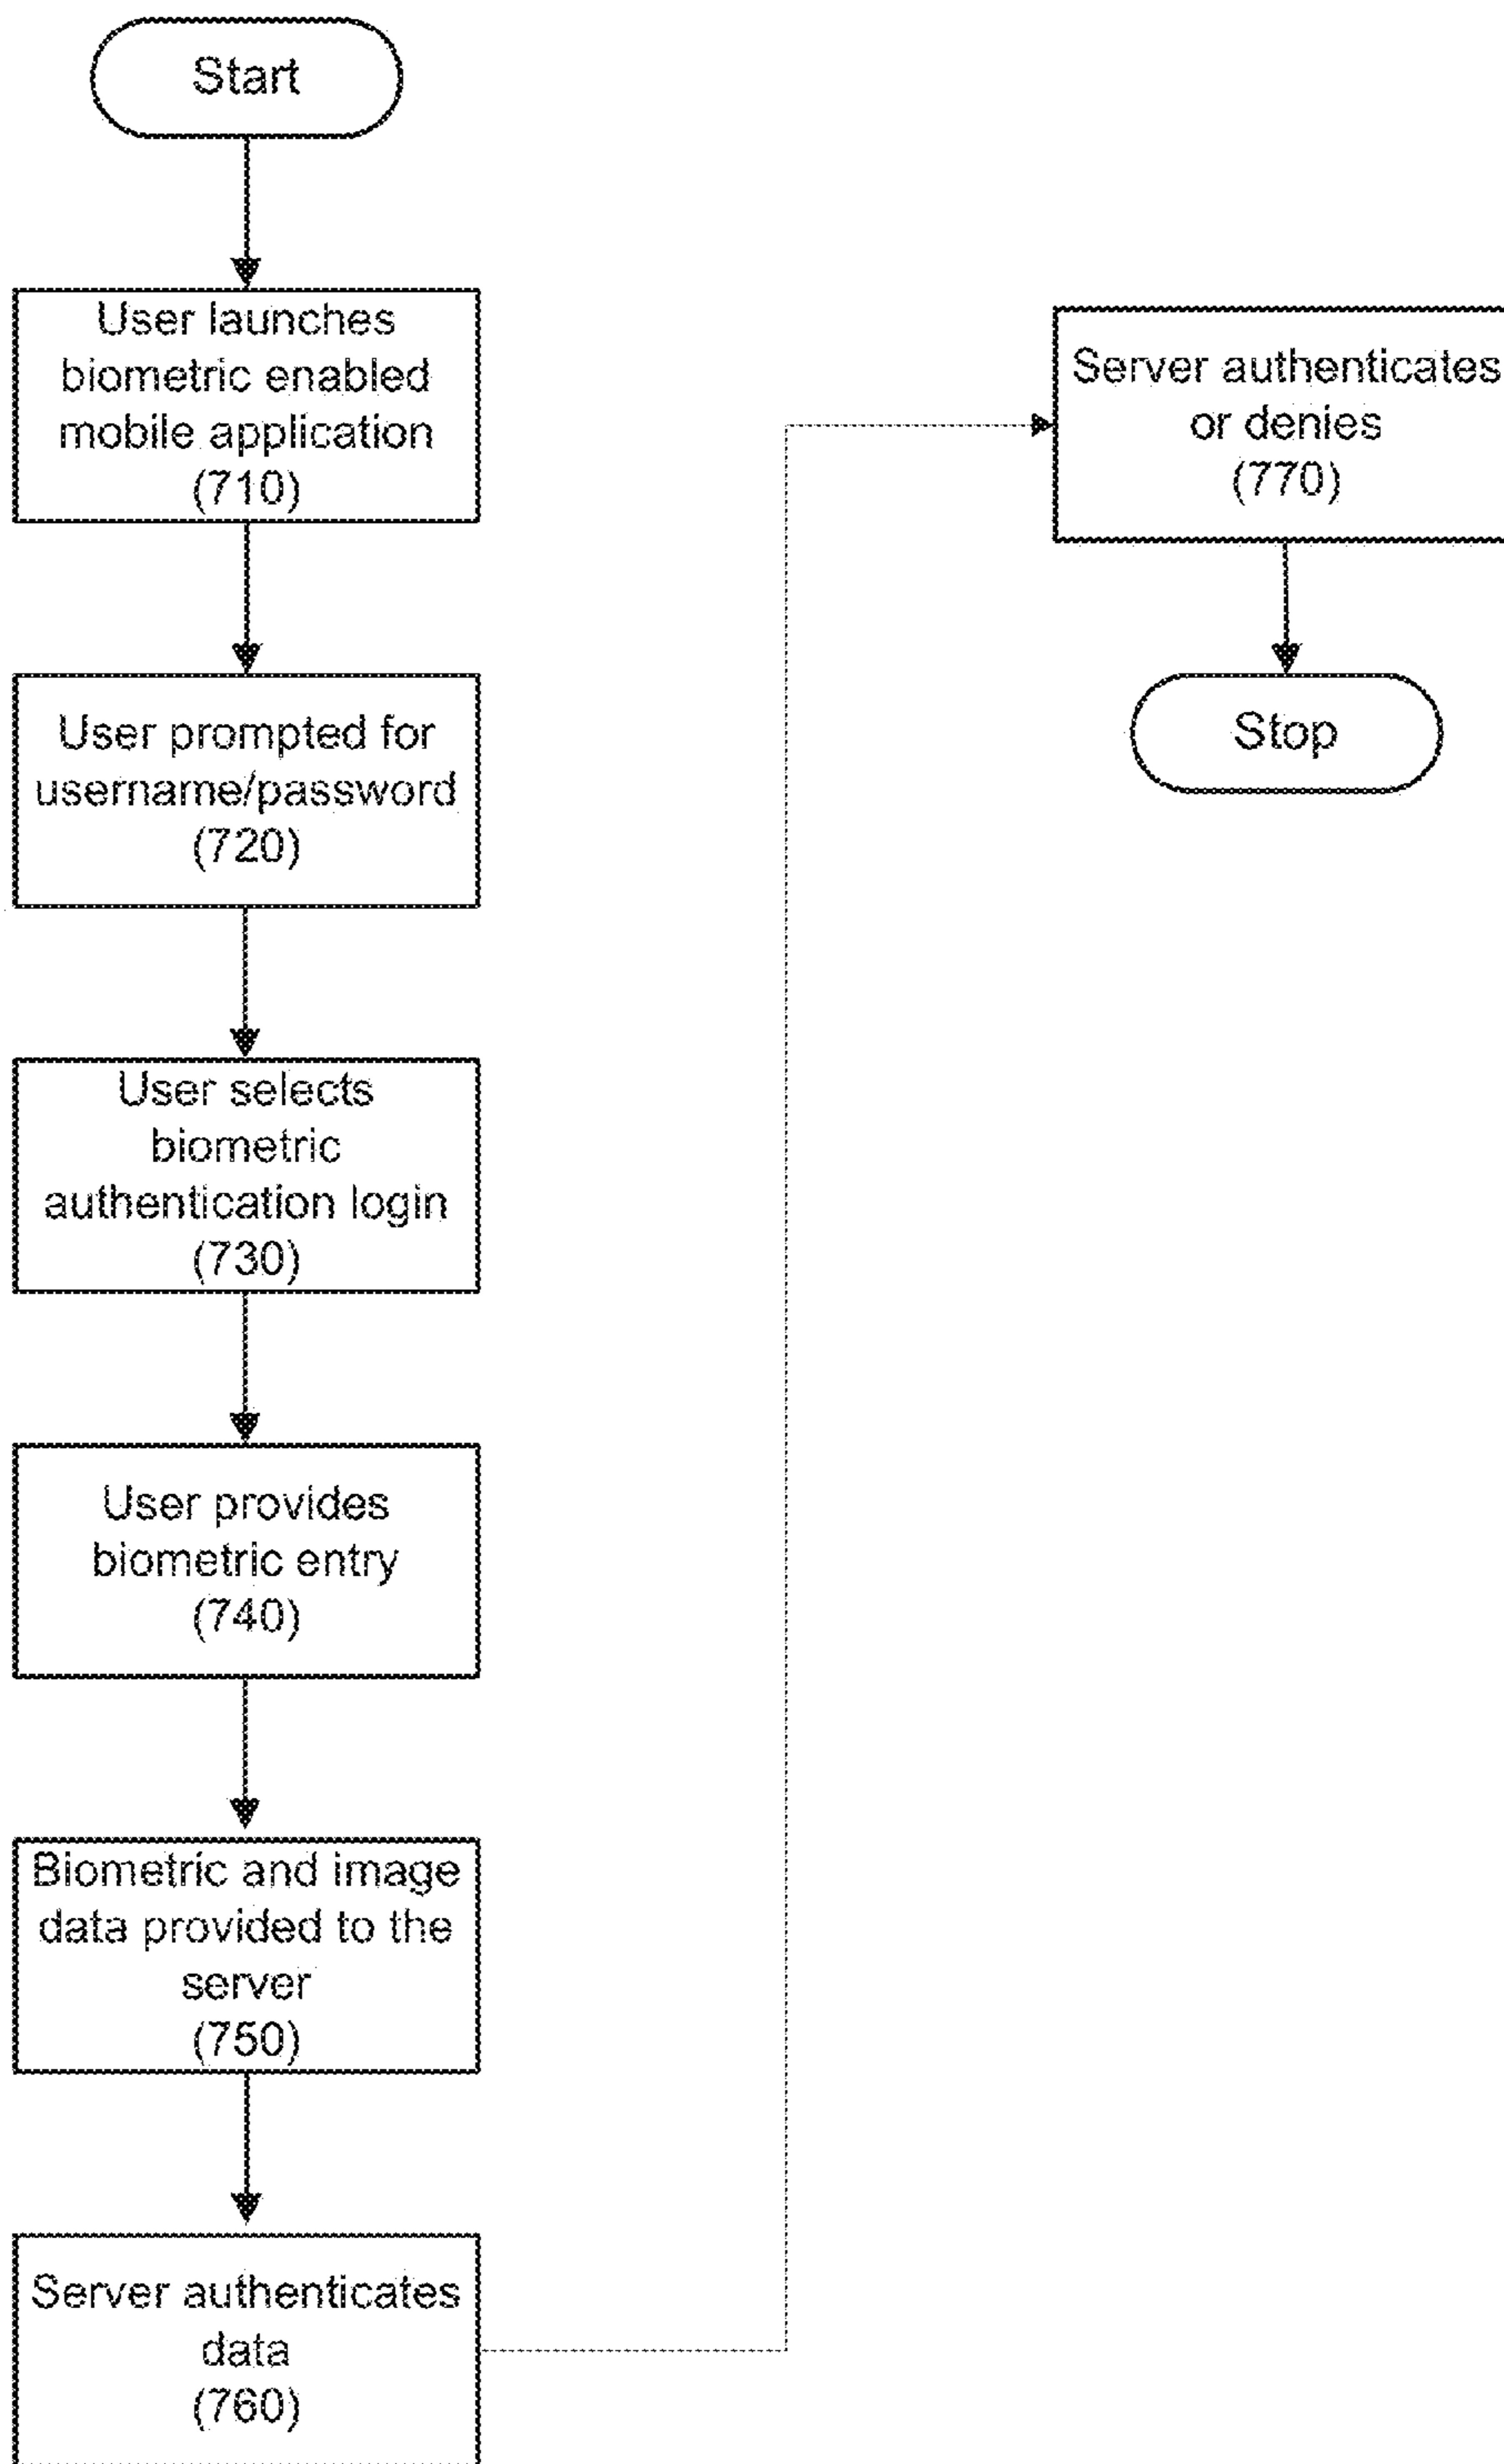 Start
User launches
biometric enabled
mobile application
(710)
User prompted for
username/password
(720)
User selects
biometric
authentication login
(730)
User provides
biometric entry
(740)
Biometric and image
data provided to the
server
(750)
Server authenticates
data
(760)
Server authenticates
or denies
(770)
Stop